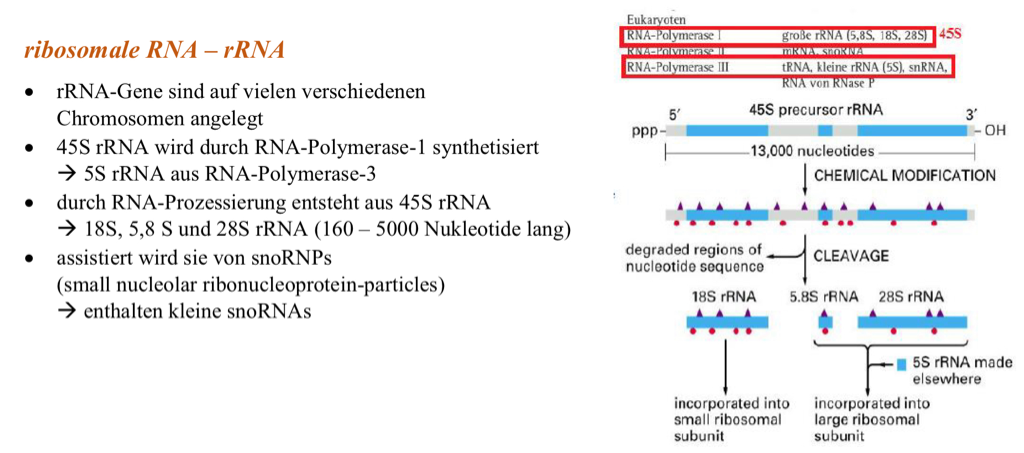 ribosomale RNA – rRNA
• rRNA-Gene sind auf vielen verschiedenen
Chromosomen angelegt
• 45S rRNA wird durch RNA-Polymerase-1 synthetisiert
→ 5S rRNA aus RNA-Polymerase-3
• durch RNA-Prozessierung entsteht aus 45S rRNA
→ 18S, 5,8 S und 28S rRNA (160 – 5000 Nukleotide lang)
• assistiert wird sie von snoRNPs
(small nucleolar ribonucleoprotein-particles)
→ enthalten kleine snoRNAs
Eukaryoten
RNA-Polymerase I große rRNA (5,8S, 18S, 28S) 45S
RNA-Polymerase II mRNA, snoRNA
RNA-Polymerase III tRNA, kleine rRNA (5S), snRNA,
RNA von RNase P
5′ 45S precursor rRNA 3′
ppp OH
13,000 nucleotides
CHEMICAL MODIFICATION
degraded regions of
nucleotide sequence
CLEAVAGE
18S rRNA 5.8S rRNA 28S rRNA
5S rRNA made
elsewhere
incorporated into
small ribosomal
subunit
incorporated into
large ribosomal
subunit